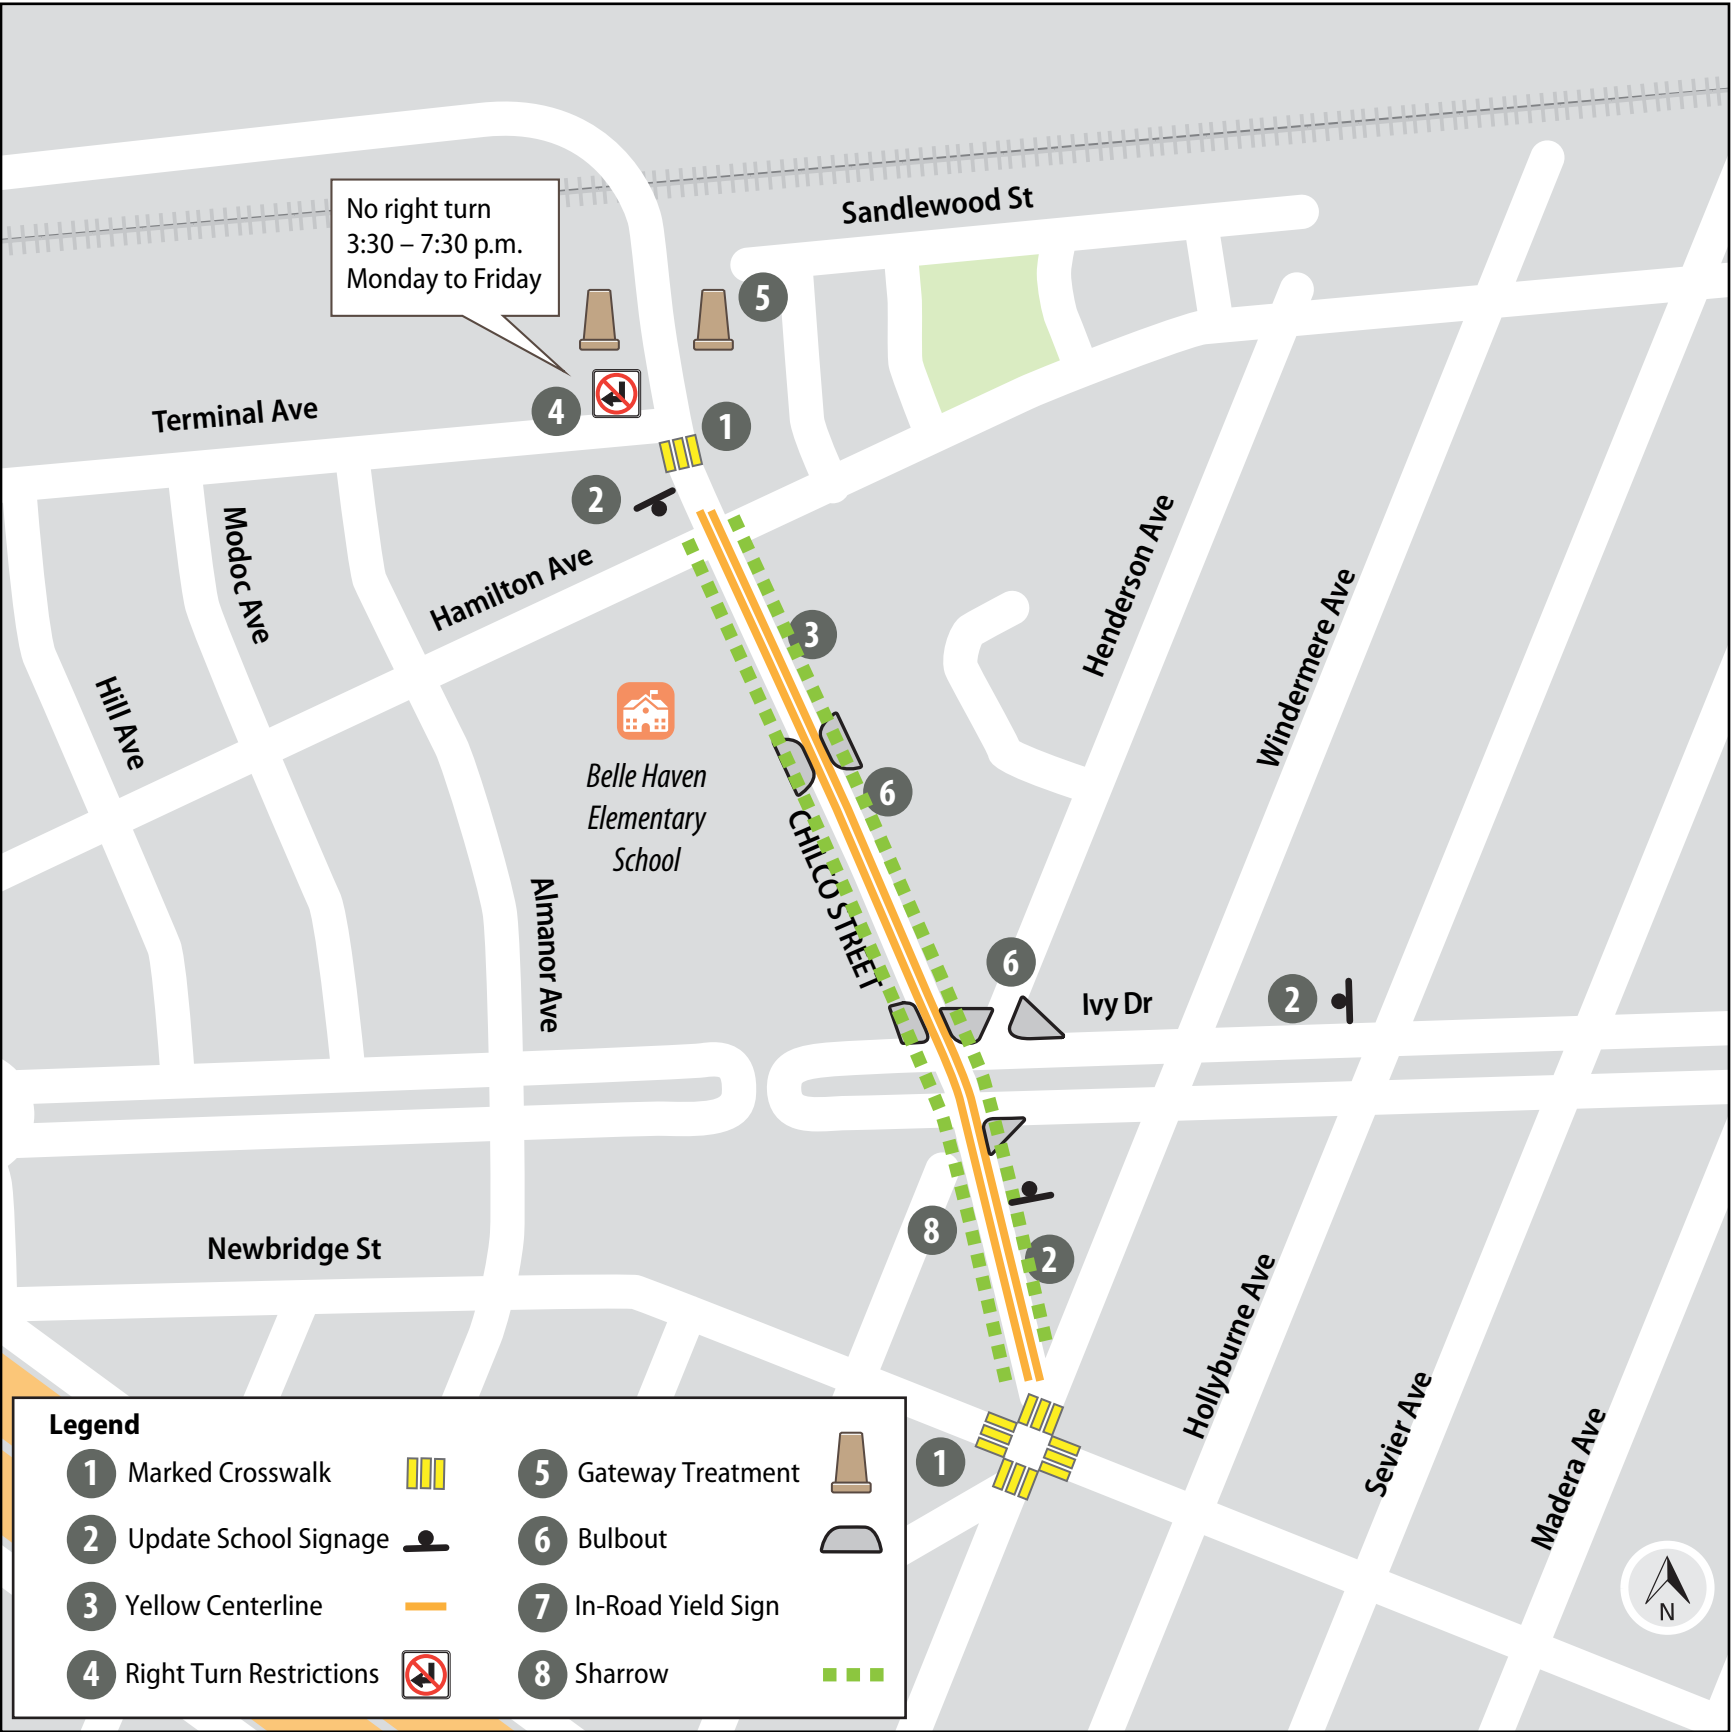 No right turn
3:30 – 7:30 p.m.
Monday to Friday
Sandlewood St
5
4
1
Terminal Ave
2
Modoc Ave
Hamilton Ave
Henderson Ave
3
Windermere Ave
Hill Ave
Belle Haven
Elementary
School
6
CHILCO STREET
Almanor Ave
6
Ivy Dr
2
8
2
Newbridge St
Hollyburne Ave
Sevier Ave
Madera Ave
1
N
Legend
1 Marked Crosswalk
2 Update School Signage
3 Yellow Centerline
4 Right Turn Restrictions
5 Gateway Treatment
6 Bulbout
7 In-Road Yield Sign
8 Sharrow